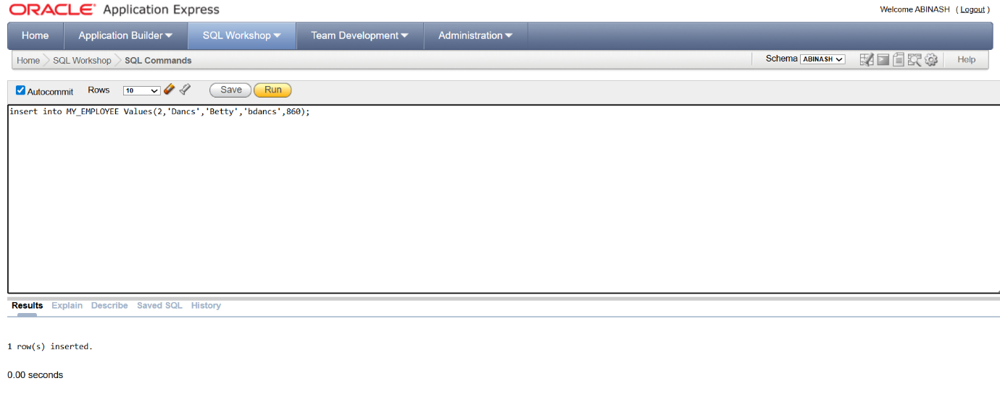 ORACLE® Application Express
Welcome ABINASH ( Logout )
Home Application Builder SQL Workshop Team Development Administration
Home SQL Workshop SQL Commands
Schema ABINASH Help
Autocommit Rows 10 Save Run
insert into MY_EMPLOYEE Values(2,'Dancs','Betty','bdancs',860);
Results Explain Describe Saved SQL History
1 row(s) inserted.
0.00 seconds